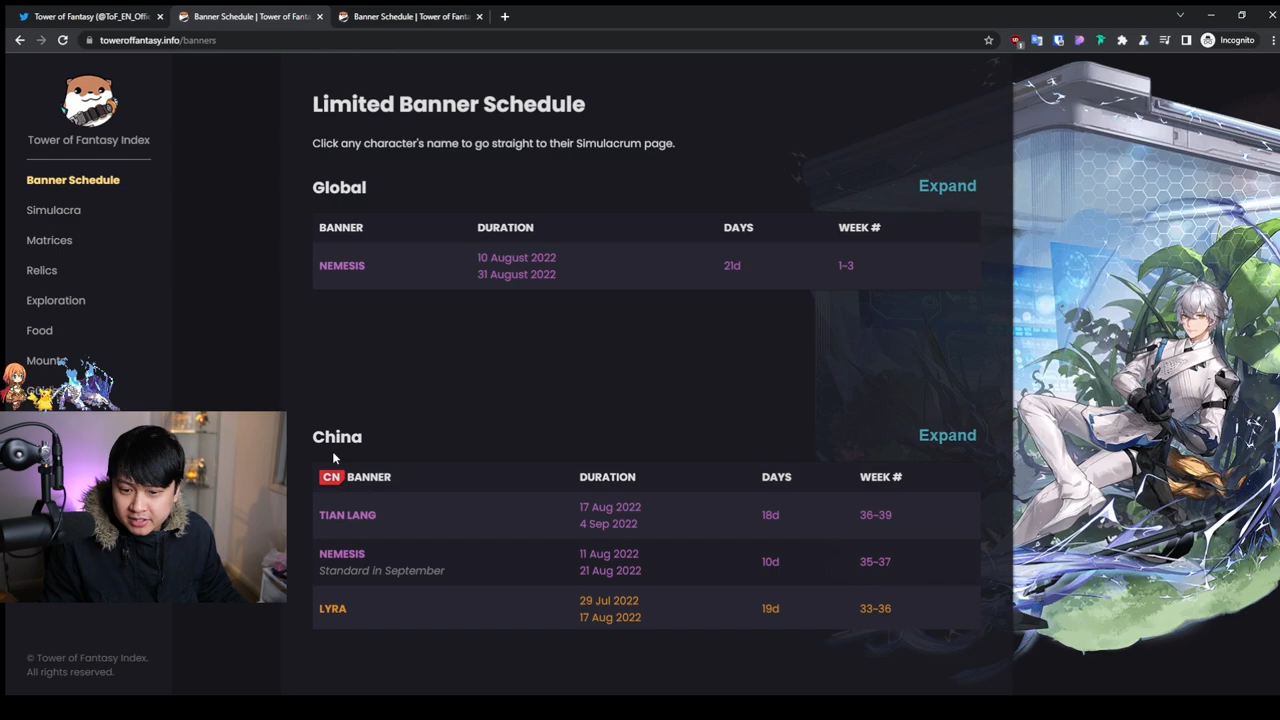 Tower of Fantasy (@ToF_EN_Offic
Banner Schedule | Tower of Fanta
Banner Schedule | Tower of Fanta
toweroffantasy.info/banners
Incognito
Tower of Fantasy Index
Banner Schedule
Simulacra
Matrices
Relics
Exploration
Food
Mounts
© Tower of Fantasy Index.
All rights reserved.
Limited Banner Schedule
Click any character's name to go straight to their Simulacrum page.
Global
Expand
BANNER DURATION DAYS WEEK #
NEMESIS 10 August 2022 21d 1-3
31 August 2022
China
Expand
CN BANNER DURATION DAYS WEEK #
TIAN LANG 17 Aug 2022 18d 36-39
4 Sep 2022
NEMESIS 11 Aug 2022 10d 35-37
Standard in September 21 Aug 2022
LYRA 29 Jul 2022 19d 33-36
17 Aug 2022